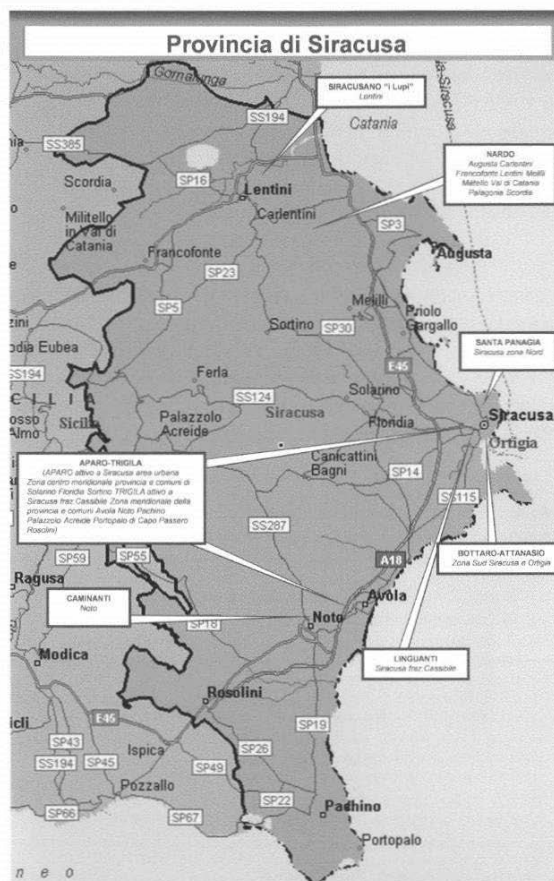 Provincia di Siracusa
Gornalunga
SIRACUSANO "i Lupi"
Lentini
SS194
Catania
SS385
NARDO
Augusta Carlentini
Francofonte Lentini Melilli
Militello Val di Catania
Palagonia Scordia
Scordia
SP16
Lentini
Militello
in Val di
Catania
Carlentini
SP3
Francofonte
SP23
Augusta
SP5
Melilli
Priolo
Gargallo
SP30
Sortino
SANTA PANAGIA
Siracusa zona Nord
E45
SS194
Ferla
Solarino
SS124
Siracusa
Palazzolo
Acreide
Siracusa
Floridia
Ortigia
Canicattini
Bagni
SP14
APARO-TRIGILA
(APARO attivo a Siracusa area urbana
Zona centro meridionale provincia e comuni di
Solarino Floridia Sortino TRIGILA attivo a
Siracusa fraz Cassibile Zona meridionale della
provincia e comuni Avola Noto Pachino
Palazzolo Acreide Portopalo di Capo Passero
Rosolini)
SS115
SS287
BOTTARO-ATTANASIO
Zona Sud Siracusa e Ortigia
SP59
SP55
A18
Ragusa
CAMINANTI
Noto
Avola
SP18
Noto
LINGUANTI
Siracusa fraz Cassibile
Modica
Rosolini
E45
SP19
SP43
Ispica
SP26
SS194
SP45
SP49
Pozzallo
SP22
SP66
SP67
Pachino
Portopalo
n e o